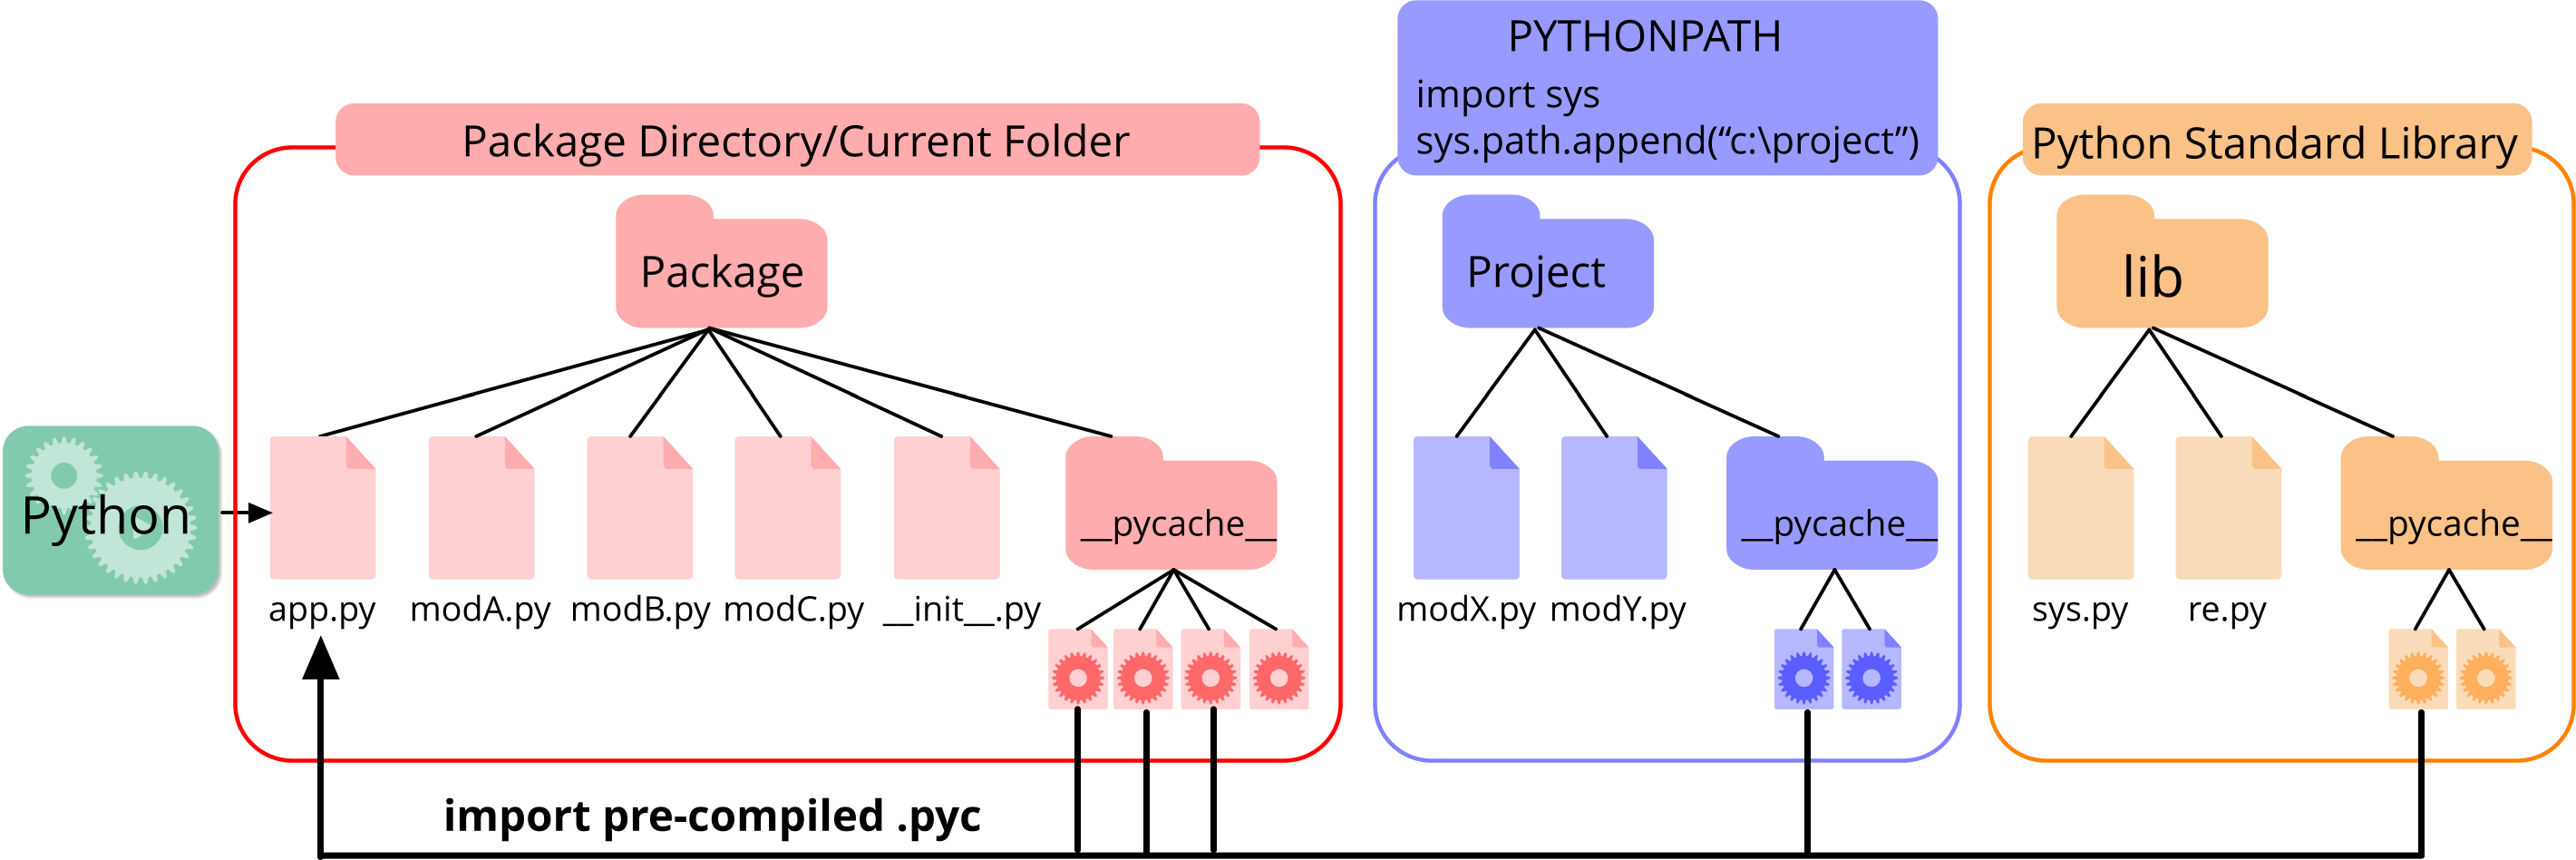 PYTHONPATH
import sys
sys.path.append(“c:\project”)
Package Directory/Current Folder
Python Standard Library
Package
Project
lib
Python
__pycache__
__pycache__
__pycache__
app.py
modA.py
modB.py
modC.py
__init__.py
modX.py
modY.py
sys.py
re.py
import pre-compiled .pyc